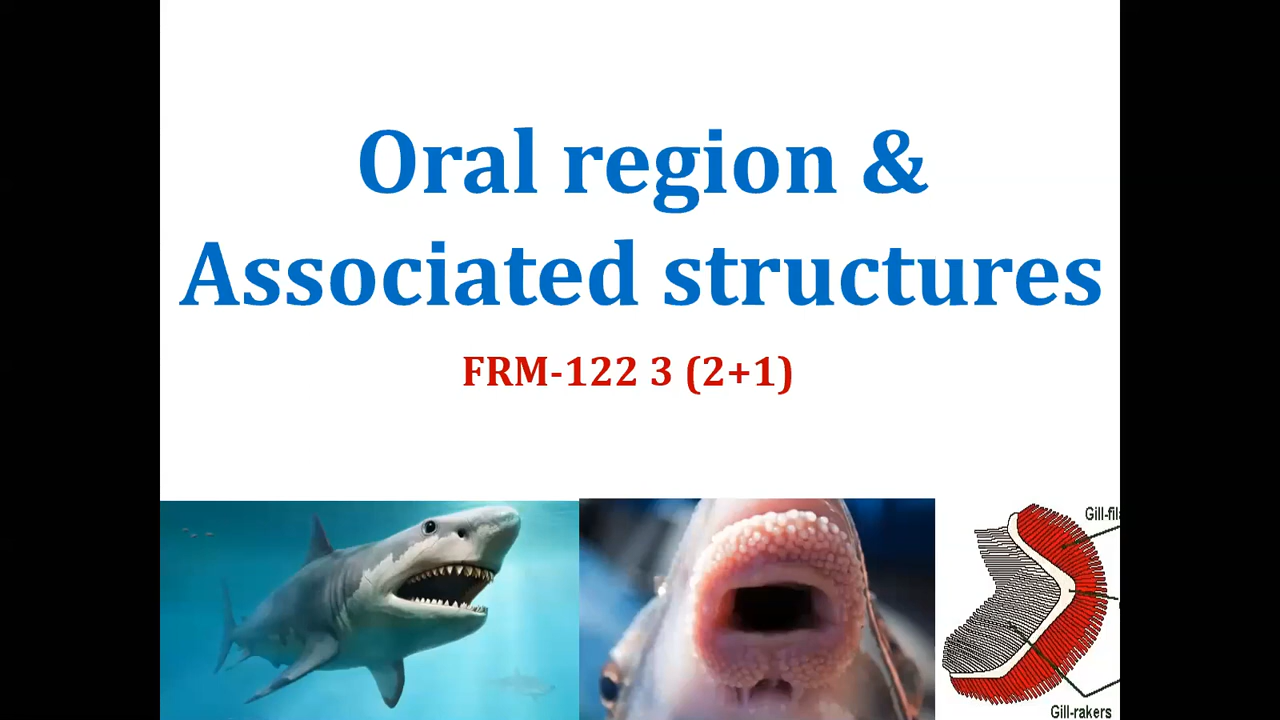 Oral region &
Associated structures
FRM-122 3 (2+1)
Gill-fil
Gill-rakers